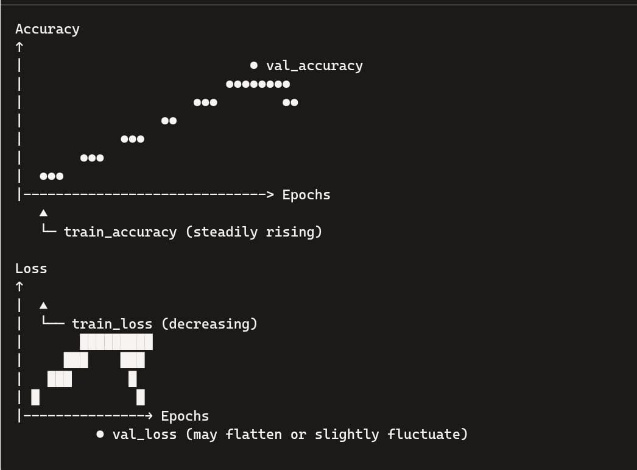 Accuracy
● val_accuracy
> Epochs
▲
└─ train_accuracy (steadily rising)
Loss
▲
└── train_loss (decreasing)
→ Epochs
● val_loss (may flatten or slightly fluctuate)